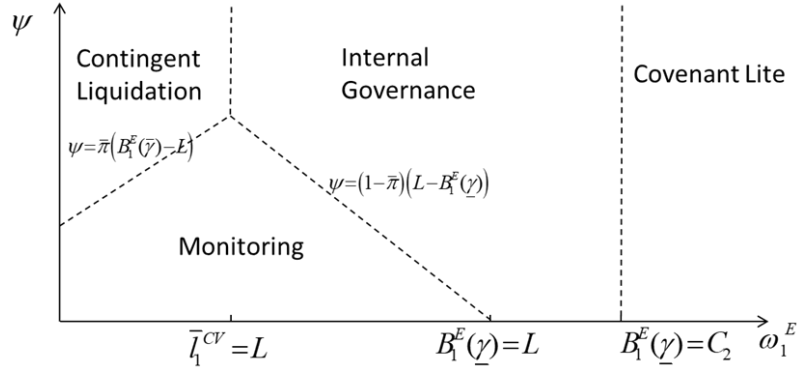 ψ
Contingent
Liquidation
Internal
Governance
Covenant Lite
ψ=π̄(B₁ᴱ(γ̄)−L)
ψ=(1−π̄)(L−B₁ᴱ(γ̲))
Monitoring
l̄₁ᶜⱽ=L
B₁ᴱ(γ̲)=L
B₁ᴱ(γ̲)=C₂
ω₁ᴱ